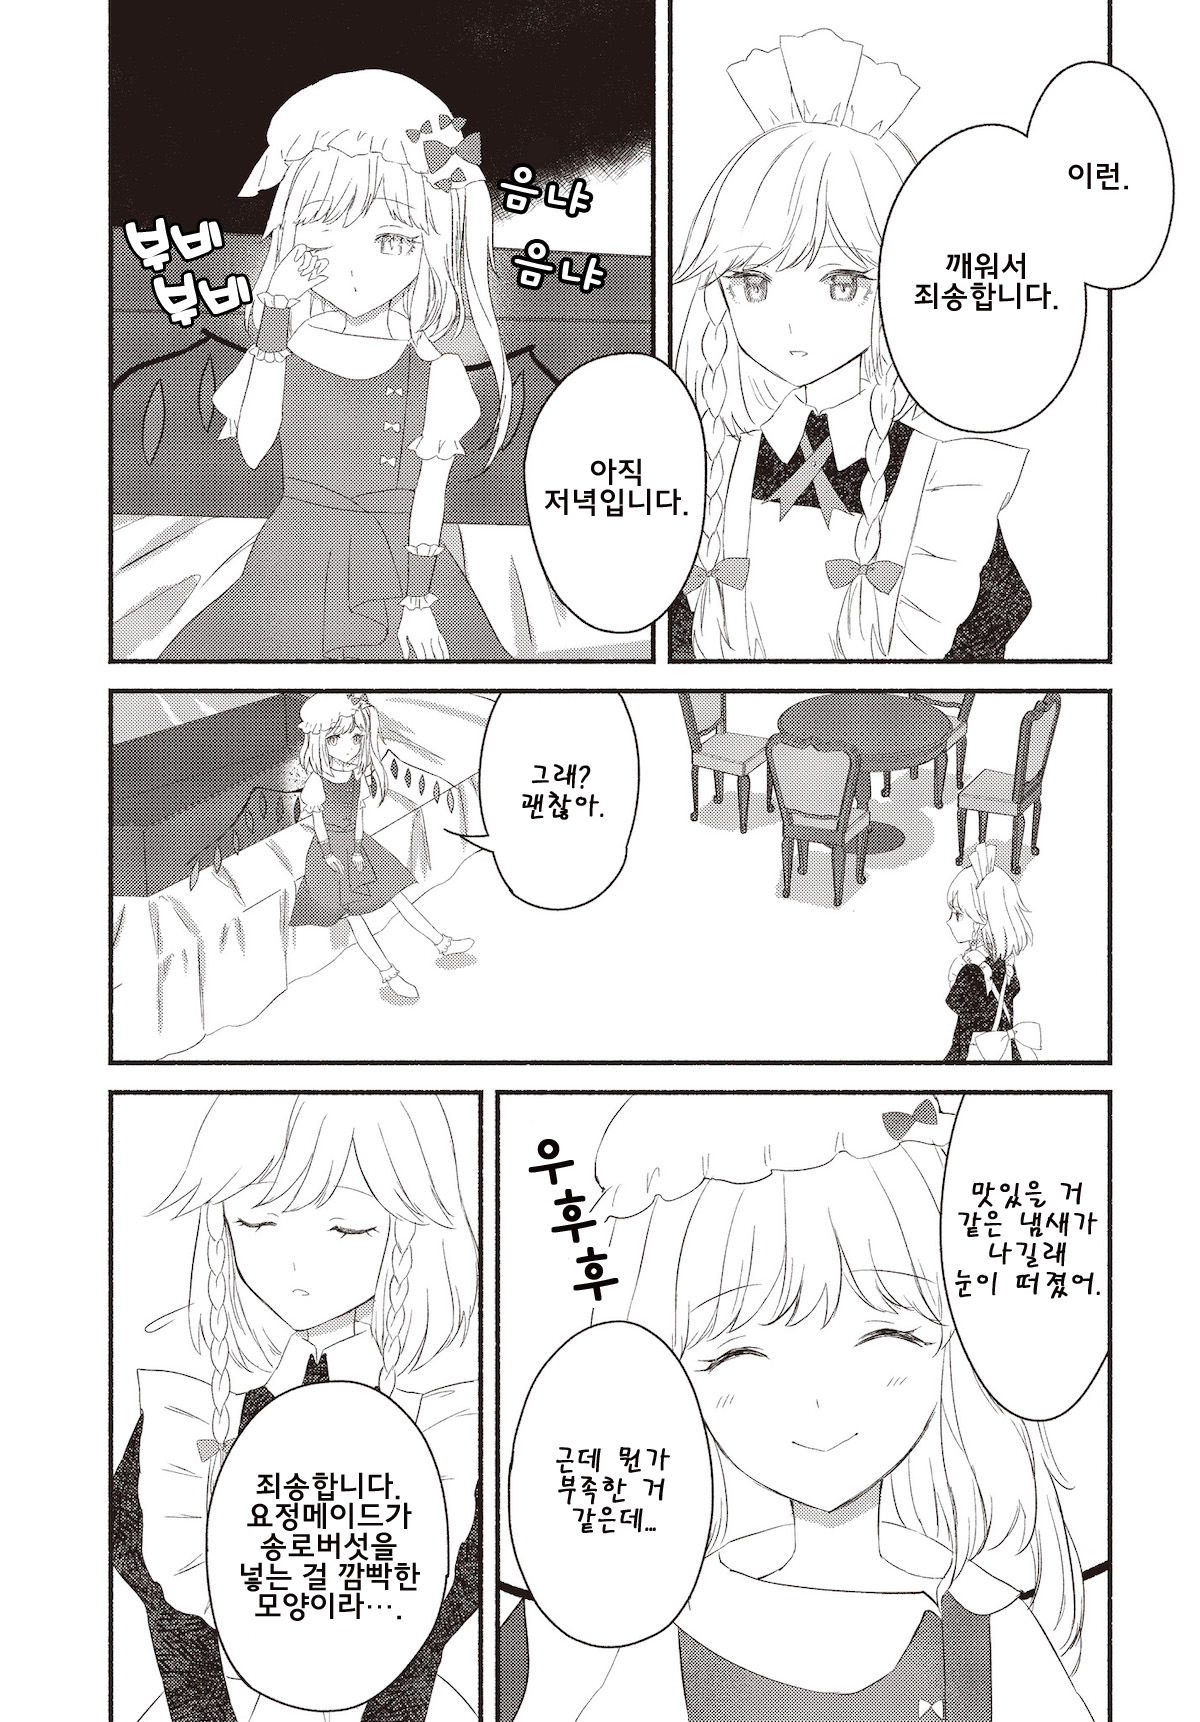 이런.
깨워서
죄송합니다.
아직
저녁입니다.
음냐
음냐
부비
부비
그래?
괜찮아.
맛있을 거
같은 냄새가
나길래
눈이 떠졌어.
우후후
근데 뭔가
부족한 거
같은데...
죄송합니다.
요정메이드가
송로버섯을
넣는 걸 깜빡한
모양이라….